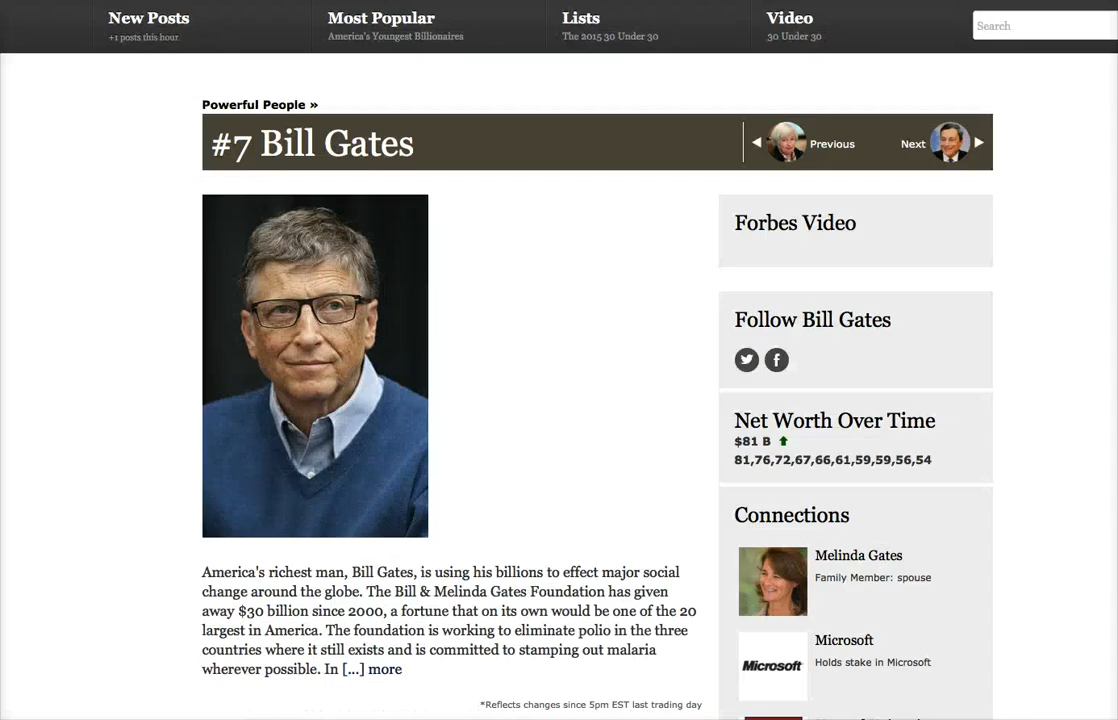 New Posts
+1 posts this hour
Most Popular
America's Youngest Billionaires
Lists
The 2015 30 Under 30
Video
30 Under 30
Search
Powerful People »
#7 Bill Gates
Previous
Next
Forbes Video
Follow Bill Gates
Net Worth Over Time
$81 B
81,76,72,67,66,61,59,59,56,54
Connections
Melinda Gates
Family Member: spouse
Microsoft
Microsoft
Holds stake in Microsoft
America's richest man, Bill Gates, is using his billions to effect major social
change around the globe. The Bill & Melinda Gates Foundation has given
away $30 billion since 2000, a fortune that on its own would be one of the 20
largest in America. The foundation is working to eliminate polio in the three
countries where it still exists and is committed to stamping out malaria
wherever possible. In [...] more
*Reflects changes since 5pm EST last trading day